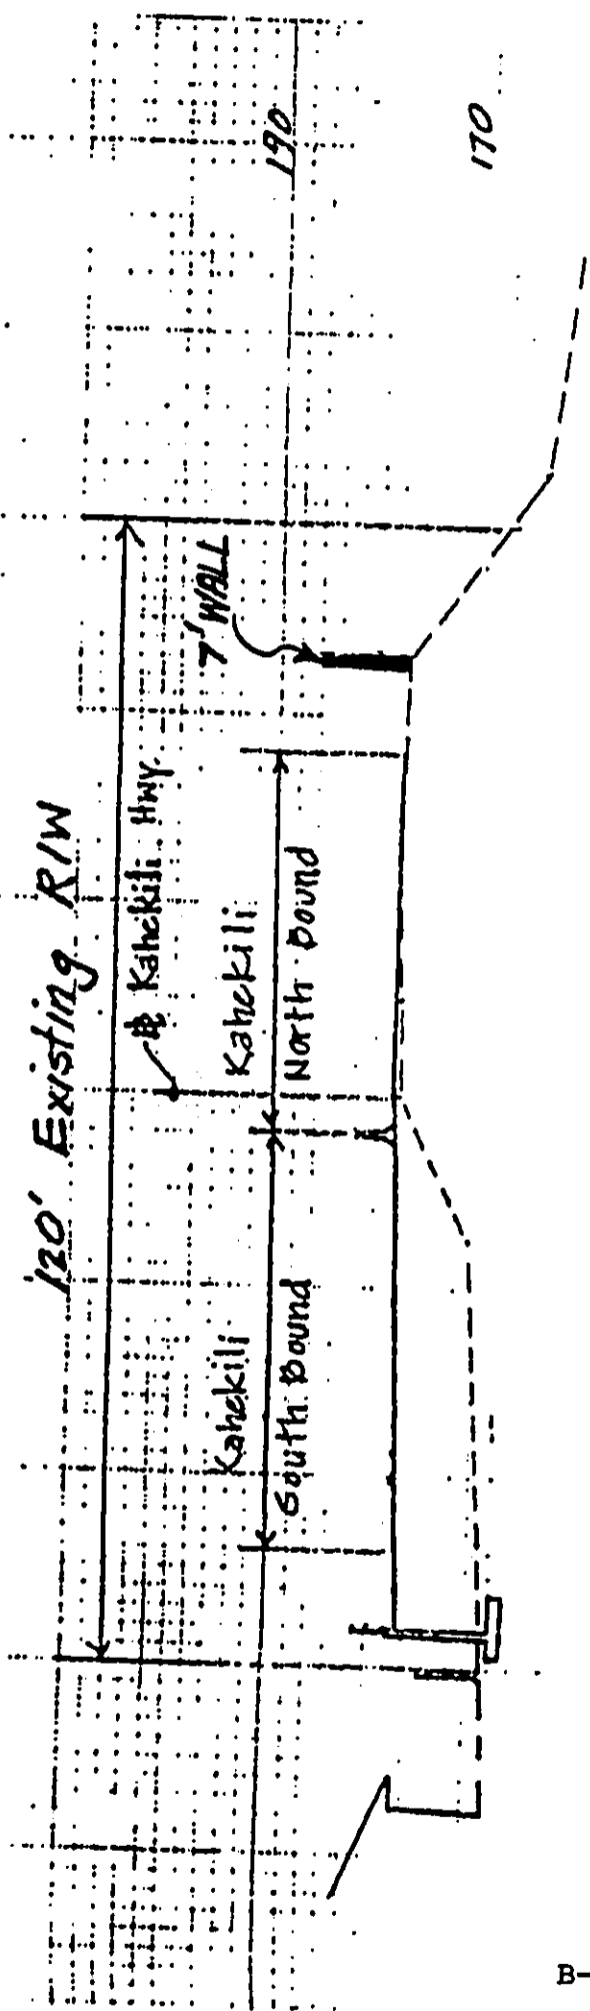 120' Existing R/W
℄ Kahekili Hwy.
Kahekili
South Bound
Kahekili
North Bound
7' WALL
190
170
B-